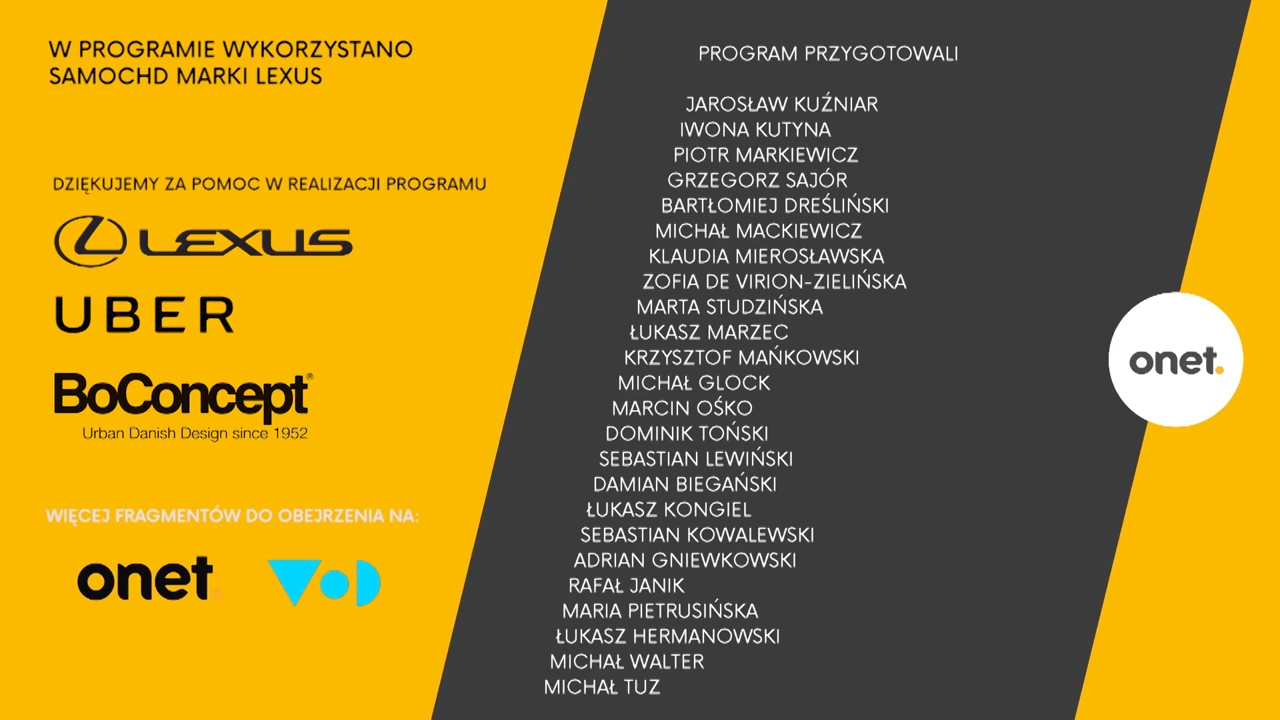 W PROGRAMIE WYKORZYSTANO
SAMOCHD MARKI LEXUS
DZIĘKUJEMY ZA POMOC W REALIZACJI PROGRAMU
LEXUS
UBER
BoConcept®
Urban Danish Design since 1952
WIĘCEJ FRAGMENTÓW DO OBEJRZENIA NA:
onet.
VOD
PROGRAM PRZYGOTOWALI
JAROSŁAW KUŹNIAR
IWONA KUTYNA
PIOTR MARKIEWICZ
GRZEGORZ SAJÓR
BARTŁOMIEJ DREŚLIŃSKI
MICHAŁ MACKIEWICZ
KLAUDIA MIEROSŁAWSKA
ZOFIA DE VIRION-ZIELIŃSKA
MARTA STUDZIŃSKA
ŁUKASZ MARZEC
KRZYSZTOF MAŃKOWSKI
MICHAŁ GLOCK
MARCIN OŚKO
DOMINIK TOŃSKI
SEBASTIAN LEWIŃSKI
DAMIAN BIEGAŃSKI
ŁUKASZ KONGIEL
SEBASTIAN KOWALEWSKI
ADRIAN GNIEWKOWSKI
RAFAŁ JANIK
MARIA PIETRUSIŃSKA
ŁUKASZ HERMANOWSKI
MICHAŁ WALTER
MICHAŁ TUZ
onet.